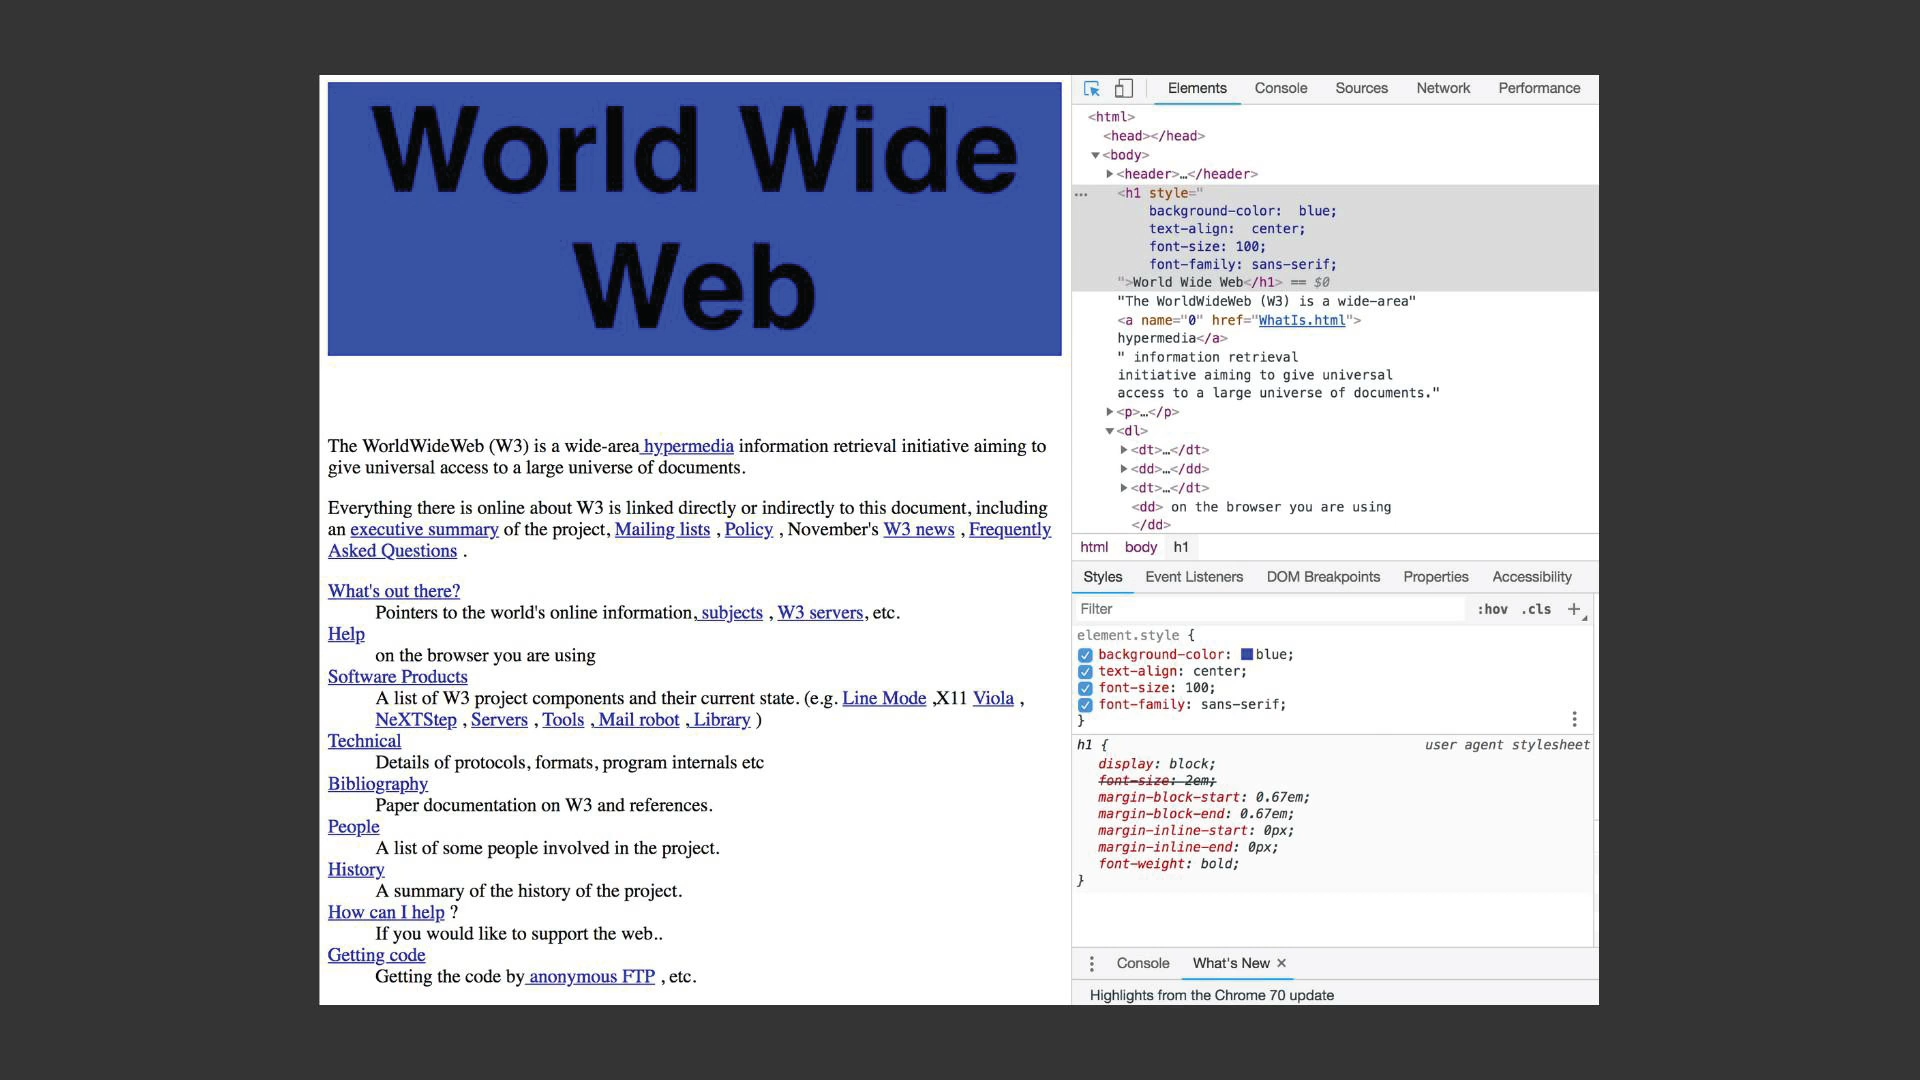 World Wide
Web
The WorldWideWeb (W3) is a wide-area hypermedia information retrieval initiative aiming to
give universal access to a large universe of documents.
Everything there is online about W3 is linked directly or indirectly to this document, including
an executive summary of the project, Mailing lists , Policy , November's W3 news , Frequently
Asked Questions .
What's out there?
Pointers to the world's online information, subjects , W3 servers, etc.
Help
on the browser you are using
Software Products
A list of W3 project components and their current state. (e.g. Line Mode ,X11 Viola ,
NeXTStep , Servers , Tools , Mail robot , Library )
Technical
Details of protocols, formats, program internals etc
Bibliography
Paper documentation on W3 and references.
People
A list of some people involved in the project.
History
A summary of the history of the project.
How can I help ?
If you would like to support the web..
Getting code
Getting the code by anonymous FTP , etc.
Elements Console Sources Network Performance
<html>
<head></head>
<body>
<header>…</header>
… <h1 style="
background-color: blue;
text-align: center;
font-size: 100;
font-family: sans-serif;
">World Wide Web</h1> == $0
"The WorldWideWeb (W3) is a wide-area"
<a name="0" href="WhatIs.html">
hypermedia</a>
" information retrieval
initiative aiming to give universal
access to a large universe of documents."
<p>…</p>
<dl>
<dt>…</dt>
<dd>…</dd>
<dt>…</dt>
<dd> on the browser you are using
</dd>
html body h1
Styles Event Listeners DOM Breakpoints Properties Accessibility
Filter :hov .cls +
element.style {
background-color: blue;
text-align: center;
font-size: 100;
font-family: sans-serif;
}
h1 { user agent stylesheet
display: block;
font-size: 2em;
margin-block-start: 0.67em;
margin-block-end: 0.67em;
margin-inline-start: 0px;
margin-inline-end: 0px;
font-weight: bold;
}
Console What's New ×
Highlights from the Chrome 70 update